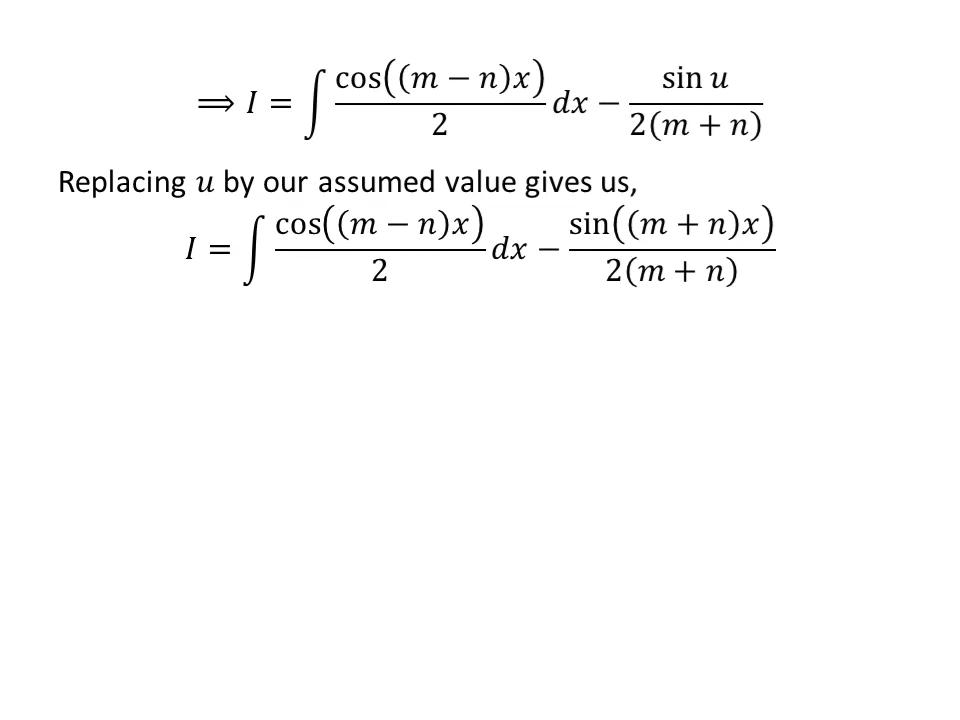 ⟹ I = ∫ cos((m − n)x)/2 dx − sin u/2(m + n)
Replacing u by our assumed value gives us,
I = ∫ cos((m − n)x)/2 dx − sin((m + n)x)/2(m + n)